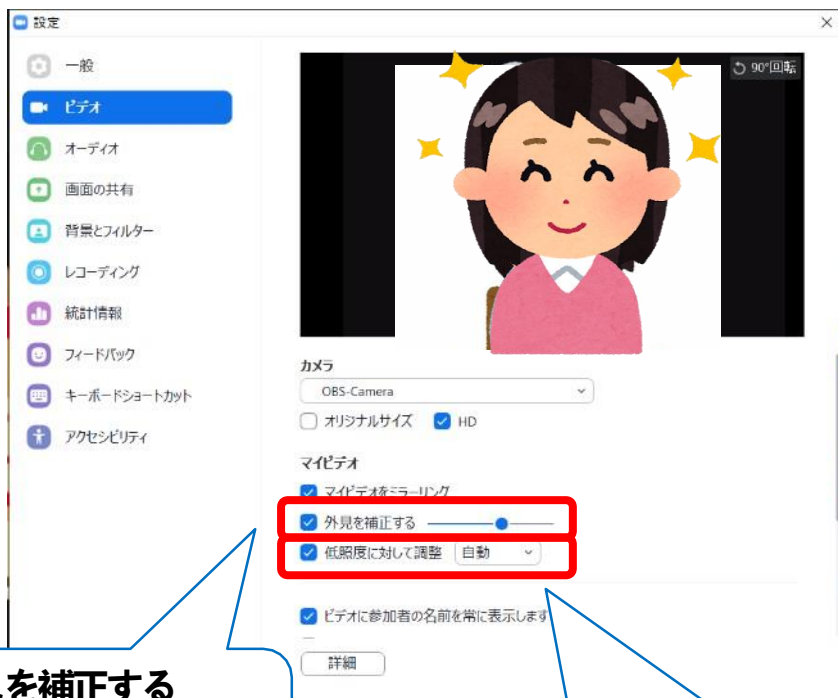 設定
一般
ビデオ
オーディオ
画面の共有
背景とフィルター
レコーディング
統計情報
フィードバック
キーボードショートカット
アクセシビリティ
90°回転
カメラ
OBS-Camera
オリジナルサイズ HD
マイビデオ
マイビデオをミラーリング
外見を補正する
低照度に対して調整 自動
ビデオに参加者の名前を常に表示します
詳細
を補正する